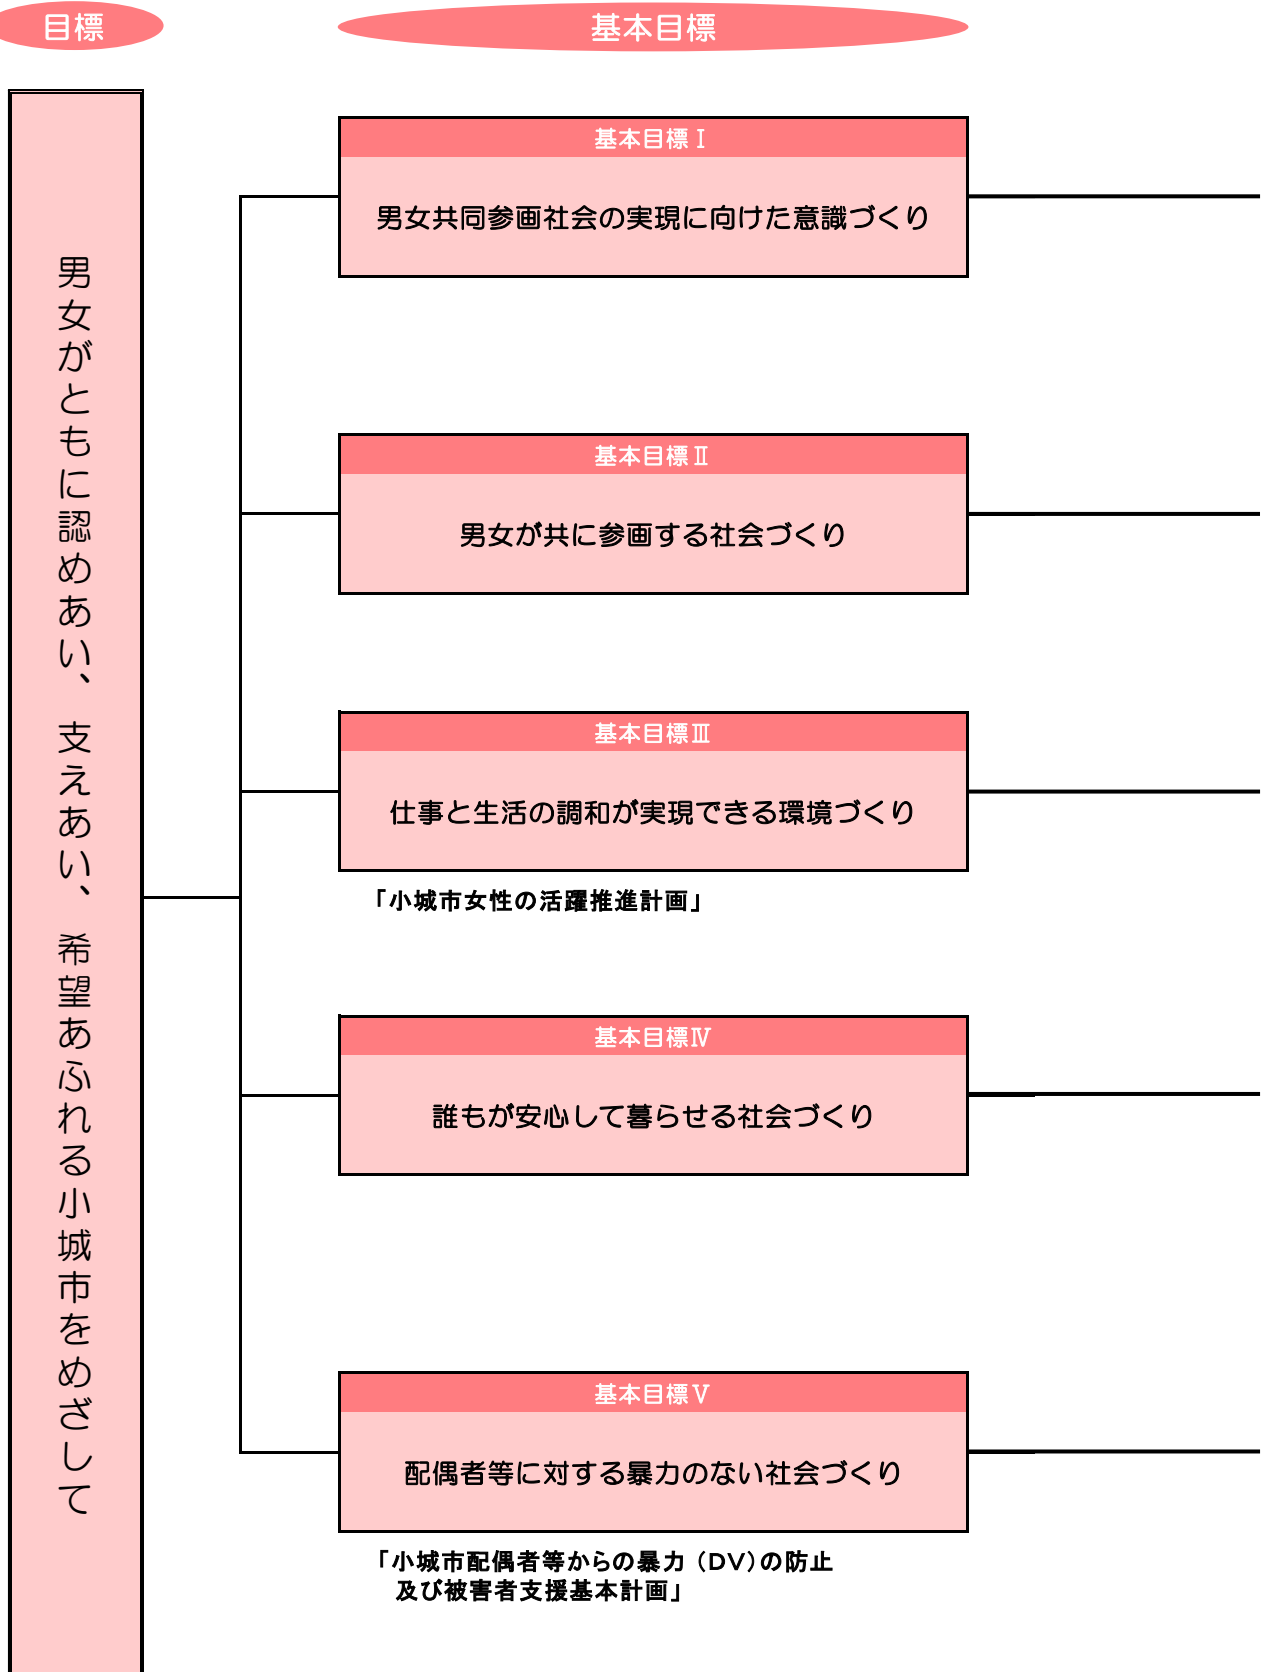 目標
基本目標
男女がともに認めあい、支えあい、希望あふれる小城市をめざして
基本目標Ⅰ
男女共同参画社会の実現に向けた意識づくり
基本目標Ⅱ
男女が共に参画する社会づくり
基本目標Ⅲ
仕事と生活の調和が実現できる環境づくり
「小城市女性の活躍推進計画」
基本目標Ⅳ
誰もが安心して暮らせる社会づくり
基本目標Ⅴ
配偶者等に対する暴力のない社会づくり
「小城市配偶者等からの暴力（DV）の防止
及び被害者支援基本計画」